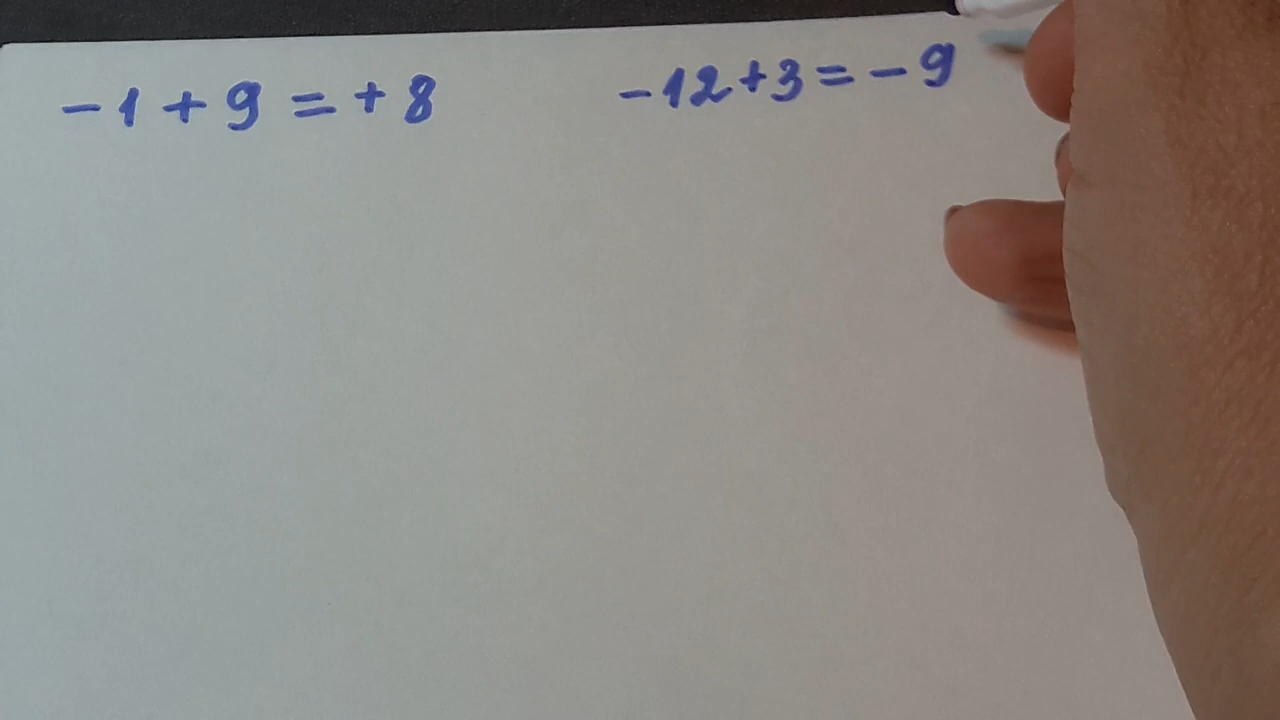 -1 + 9 = + 8
-12+3=-9